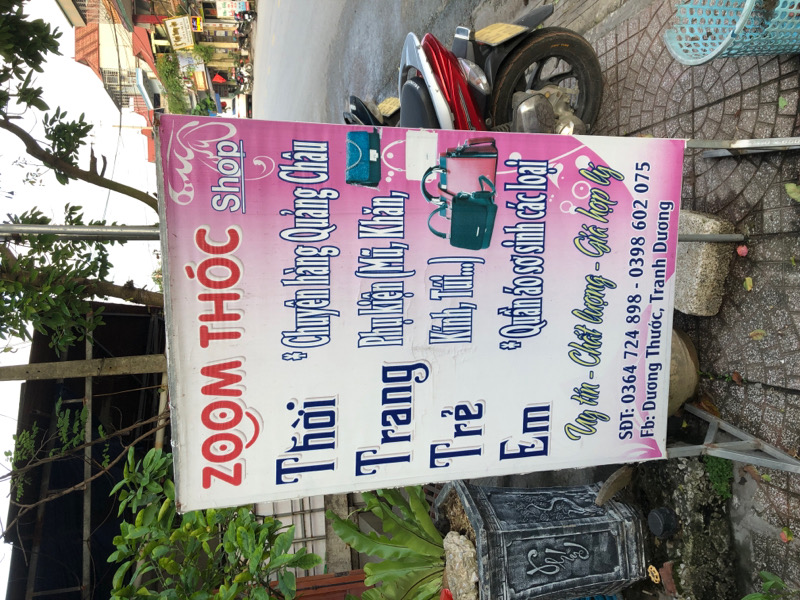 ZOOM THÓC Shop
Thời
Trang
Trẻ
Em
* Chuyên hàng Quảng Châu
Phụ kiện (Mũ, Khăn,
Kính, Túi...)
* Quần áo sơ sinh các loại
Uy tín - Chất lượng - Giá hợp lý
SĐT: 0364 724 898 - 0398 602 075
Fb: Dương Thước, Tranh Dương